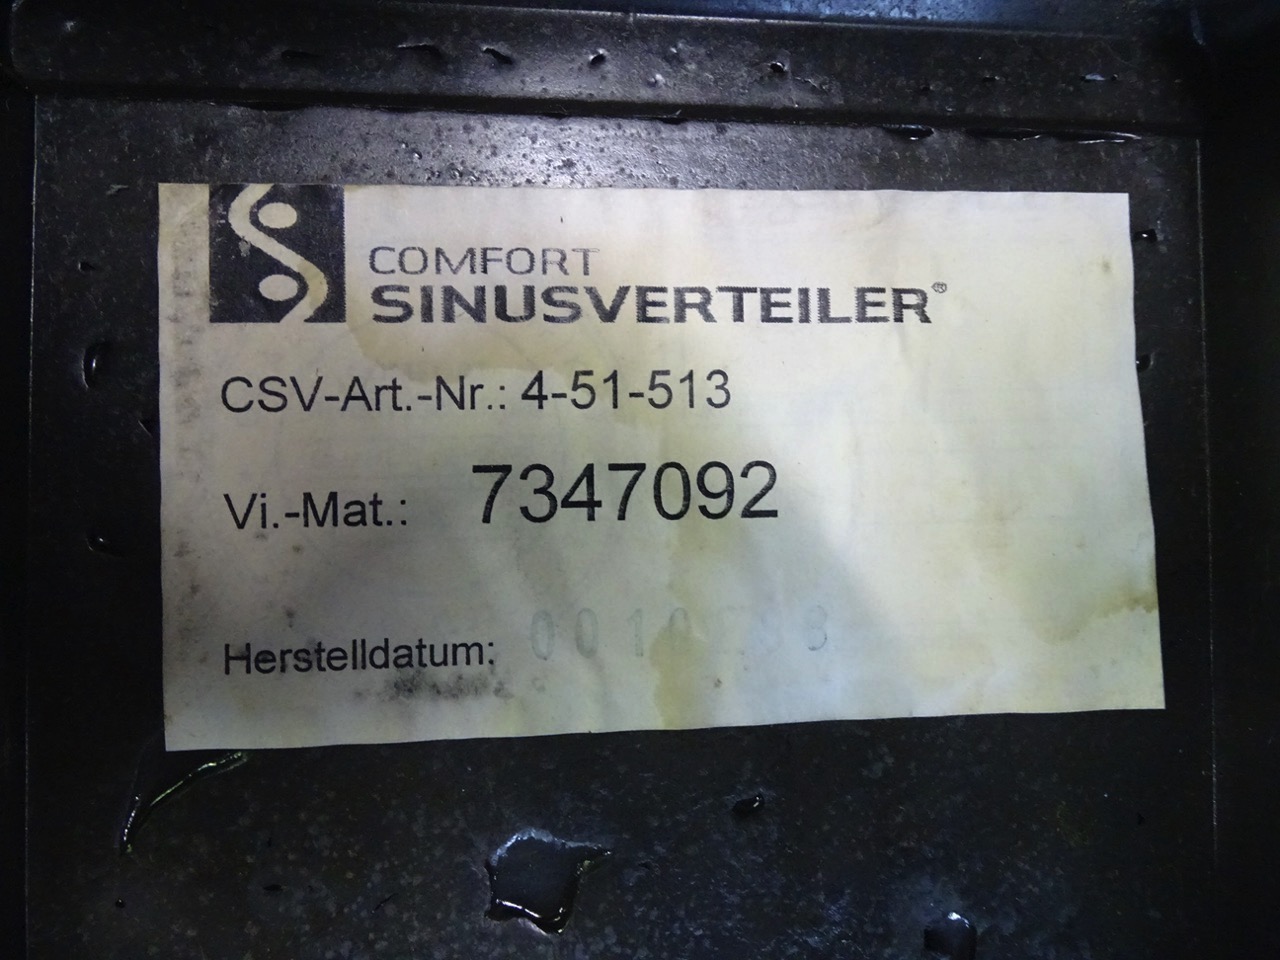 COMFORT
SINUSVERTEILER®
CSV-Art.-Nr.: 4-51-513
Vi.-Mat.: 7347092
Herstelldatum: